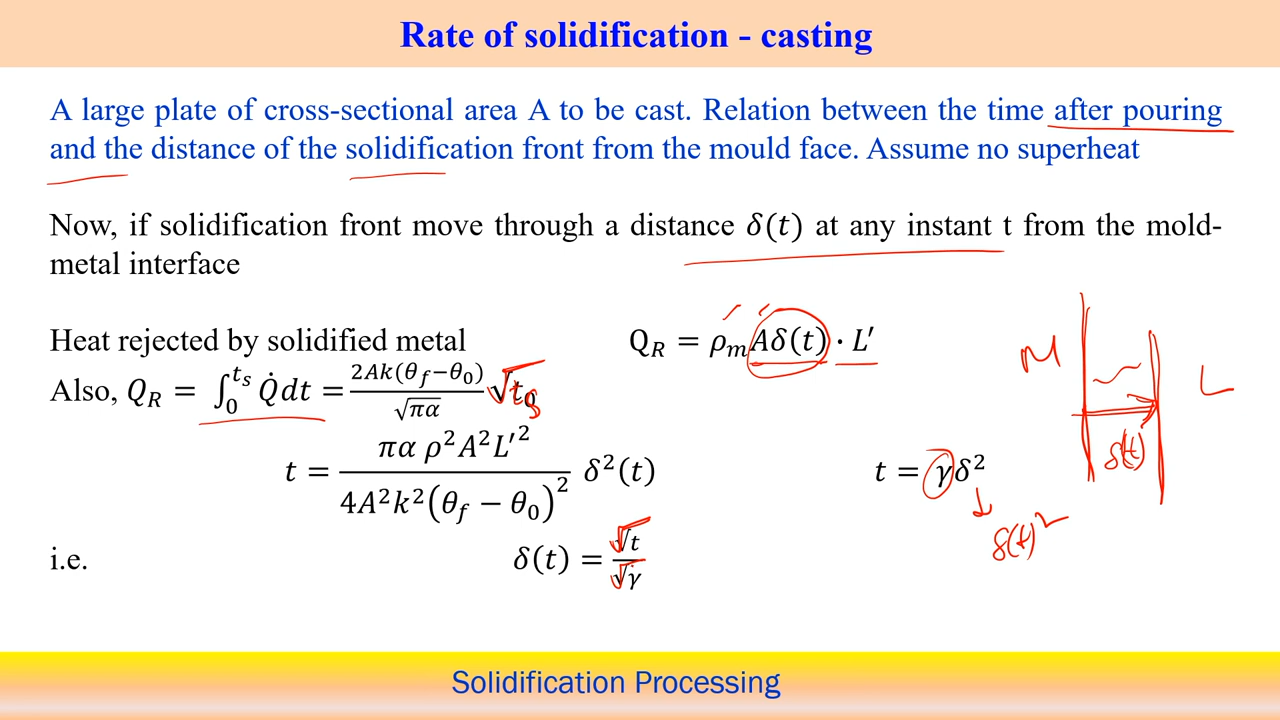 Rate of solidification - casting
A large plate of cross-sectional area A to be cast. Relation between the time after pouring
and the distance of the solidification front from the mould face. Assume no superheat
Now, if solidification front move through a distance δ(t) at any instant t from the mold-
metal interface
Heat rejected by solidified metal Q_R = ρ_m Aδ(t) · L′
M
L
δ(t)
Also, Q_R = ∫_0^{t_s} Q̇dt = 2Ak(θ_f−θ_0)/√(πα) √t_s
t = (πα ρ²A²L′²)/(4A²k²(θ_f − θ_0)²) δ²(t) t = γδ²
δ(t)²
i.e. δ(t) = √t/√γ
Solidification Processing